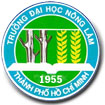 TRƯỜNG ĐẠI HỌC NÔNG LÂM
1955
THÀNH PHỐ HỒ CHÍ MINH